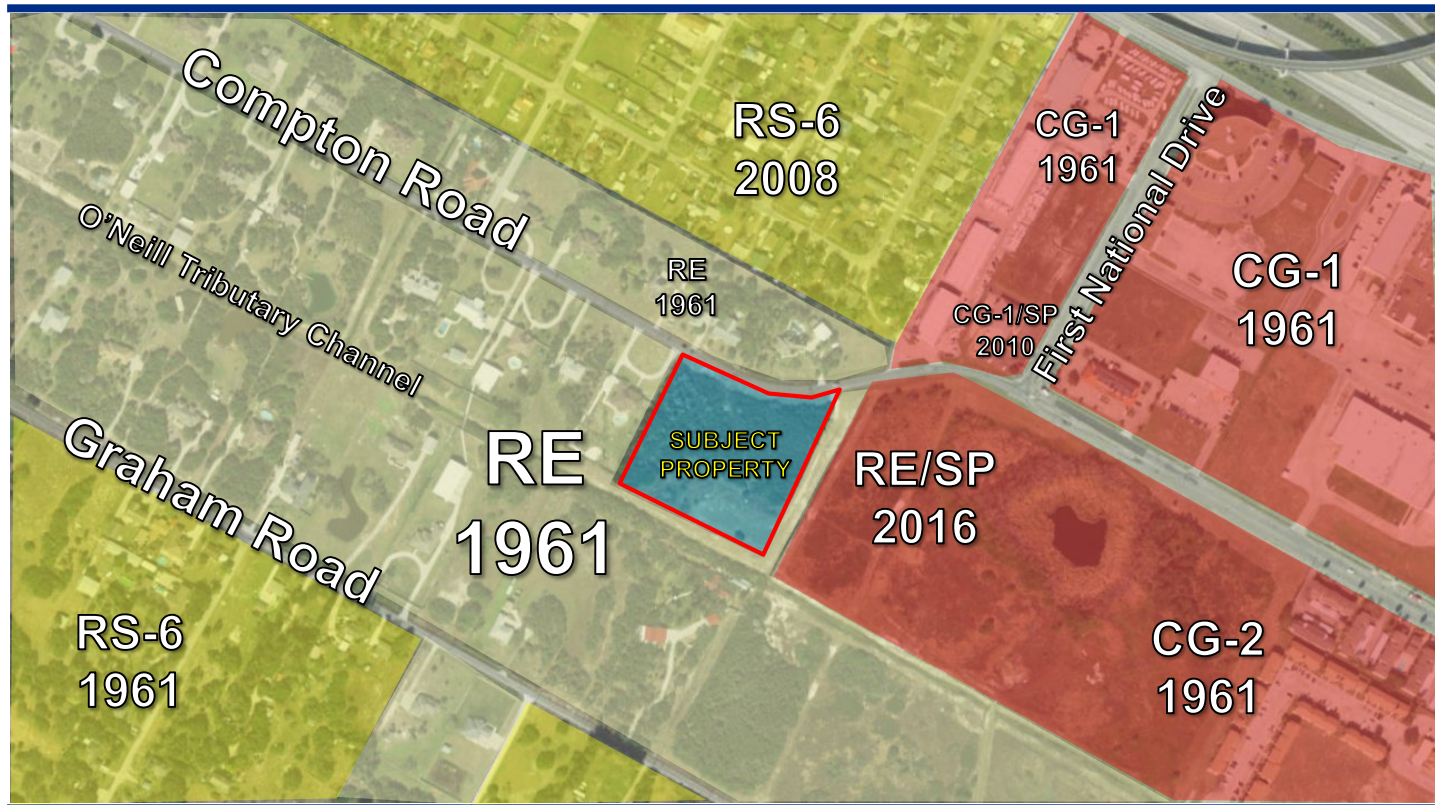 Compton Road
RS-6
2008
CG-1
1961
First National Drive
O'Neill Tributary Channel
RE
1961
CG-1
1961
CG-1/SP
2010
SUBJECT
PROPERTY
Graham Road
RE
1961
RE/SP
2016
RS-6
1961
CG-2
1961